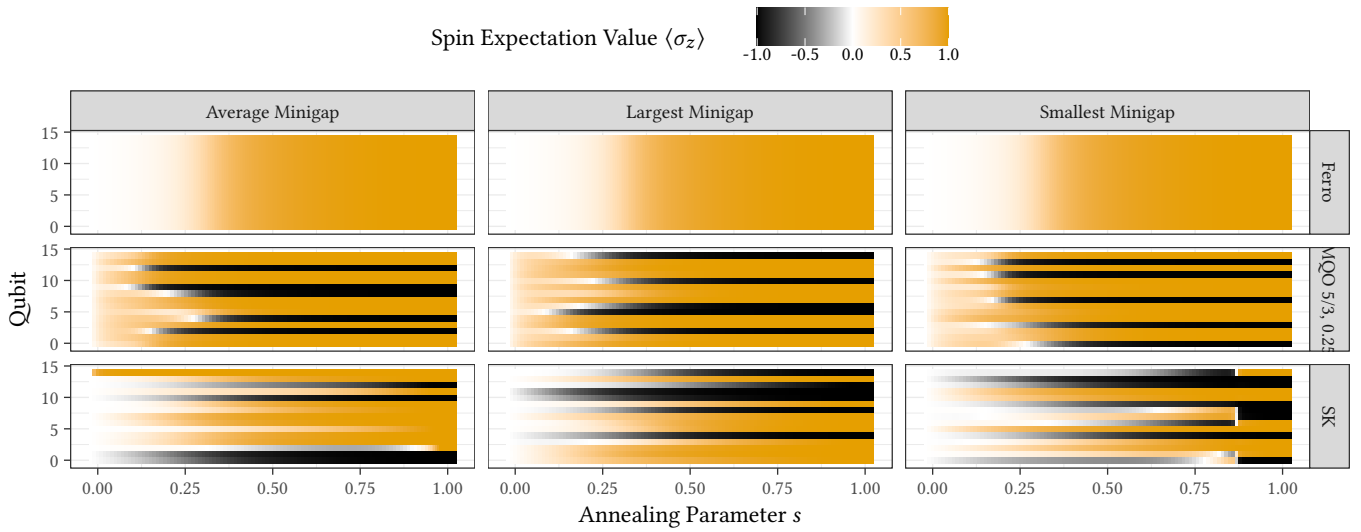 Spin Expectation Value ⟨σz⟩
-1.0 -0.5 0.0 0.5 1.0
Average Minigap Largest Minigap Smallest Minigap
15
10
5
0
Ferro
15
10
5
0
MQO 5/3, 0.25
15
10
5
0
SK
Qubit
0.00 0.25 0.50 0.75 1.00 0.00 0.25 0.50 0.75 1.00 0.00 0.25 0.50 0.75 1.00
Annealing Parameter s